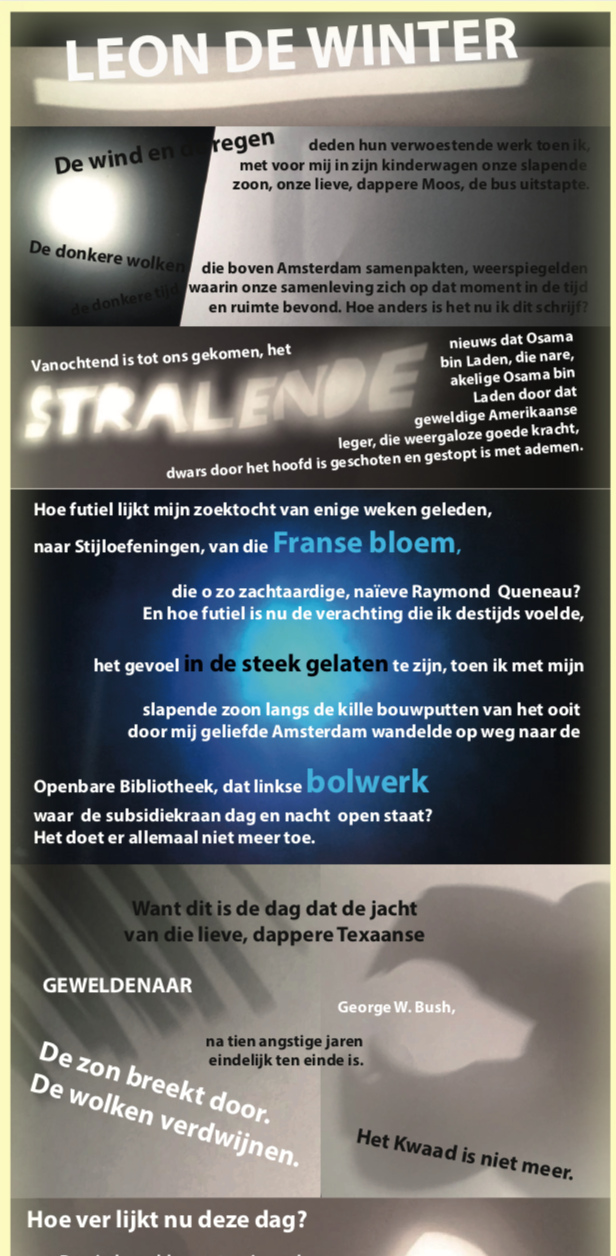 LEON DE WINTER
De wind en de regen deden hun verwoestende werk toen ik,
met voor mij in zijn kinderwagen onze slapende
zoon, onze lieve, dappere Moos, de bus uitstapte.
De donkere wolken die boven Amsterdam samenpakten, weerspiegelden
de donkere tijd waarin onze samenleving zich op dat moment in de tijd
en ruimte bevond. Hoe anders is het nu ik dit schrijf?
Vanochtend is tot ons gekomen, het
STRALENDE
nieuws dat Osama
bin Laden, die nare,
akelige Osama bin
Laden door dat
geweldige Amerikaanse
leger, die weergaloze goede kracht,
dwars door het hoofd is geschoten en gestopt is met ademen.
Hoe futiel lijkt mijn zoektocht van enige weken geleden,
naar Stijloefeningen, van die Franse bloem,
die o zo zachtaardige, naïeve Raymond Queneau?
En hoe futiel is nu de verachting die ik destijds voelde,
het gevoel in de steek gelaten te zijn, toen ik met mijn
slapende zoon langs de kille bouwputten van het ooit
door mij geliefde Amsterdam wandelde op weg naar de
Openbare Bibliotheek, dat linkse bolwerk
waar de subsidiekraan dag en nacht open staat?
Het doet er allemaal niet meer toe.
Want dit is de dag dat de jacht
van die lieve, dappere Texaanse
GEWELDENAAR
George W. Bush,
na tien angstige jaren
eindelijk ten einde is.
De zon breekt door.
De wolken verdwijnen.
Het Kwaad is niet meer.
Hoe ver lijkt nu deze dag?